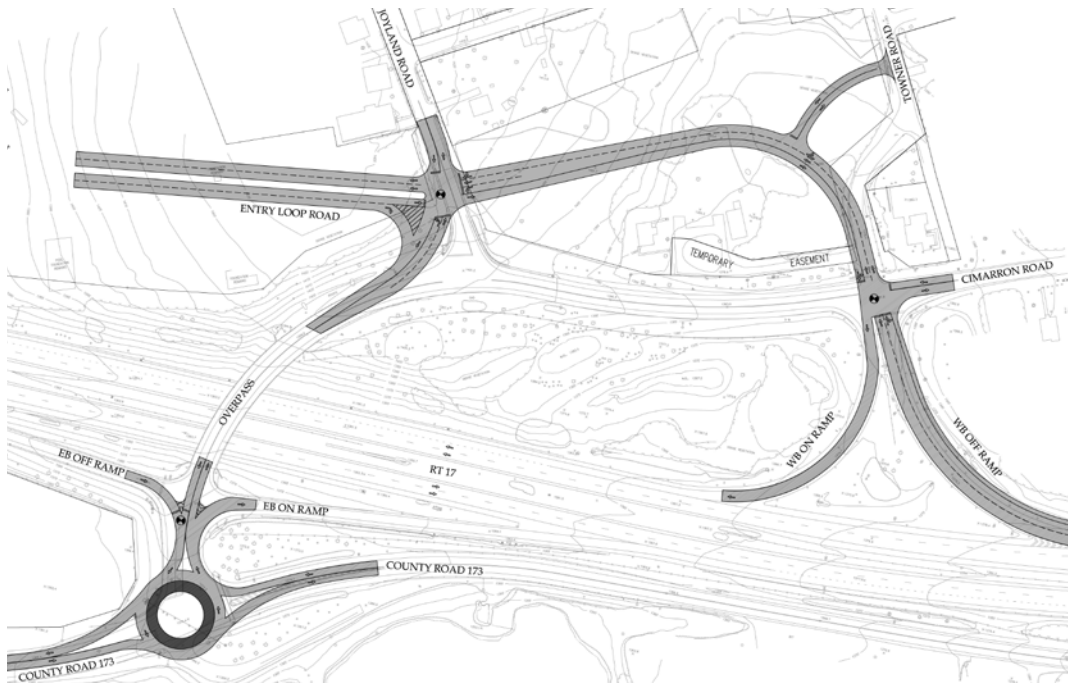 JOYLAND ROAD
TOWNER ROAD
ENTRY LOOP ROAD
TEMPORARY EASEMENT
CIMARRON ROAD
OVERPASS
WB ON RAMP
WB OFF RAMP
EB OFF RAMP
RT 17
EB ON RAMP
COUNTY ROAD 173
COUNTY ROAD 173